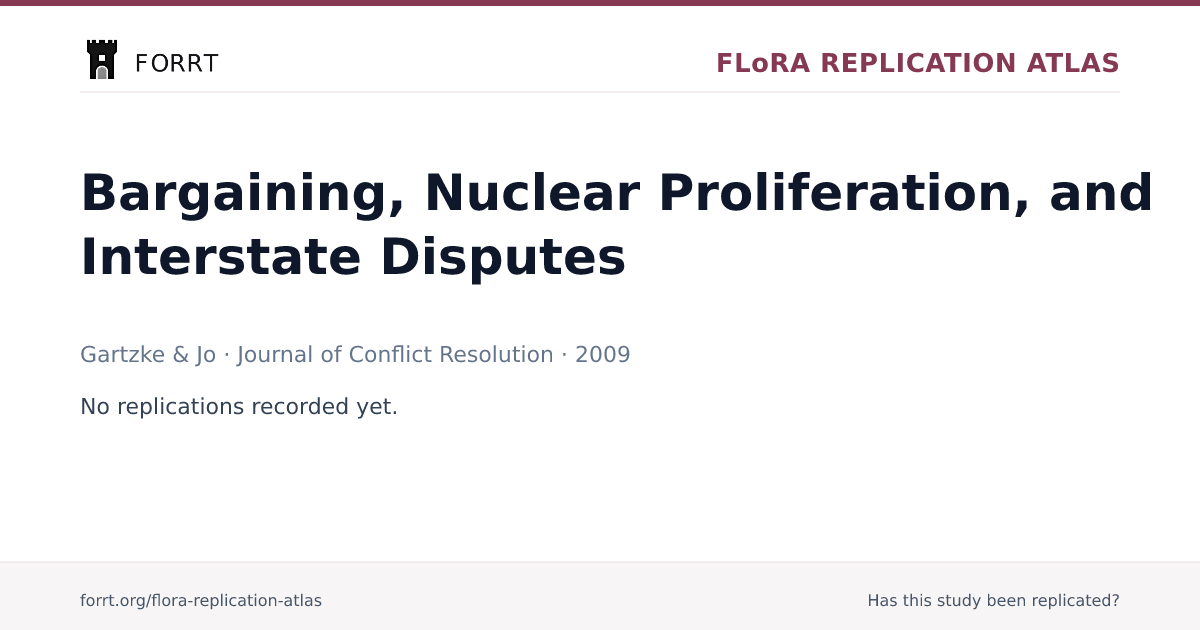 FORRT
FLoRA REPLICATION ATLAS
Bargaining, Nuclear Proliferation, and
Interstate Disputes
Gartzke & Jo · Journal of Conflict Resolution · 2009
No replications recorded yet.
forrt.org/flora-replication-atlas
Has this study been replicated?